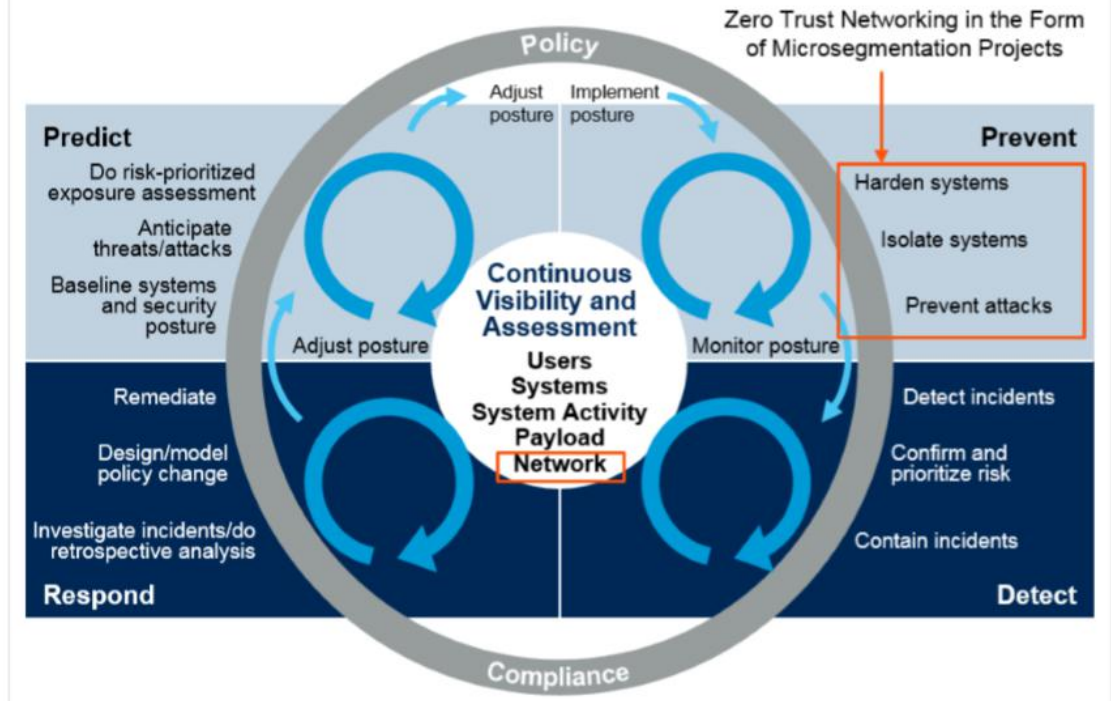 Zero Trust Networking in the Form
of Microsegmentation Projects
Policy
Adjust
posture
Implement
posture
Predict
Do risk-prioritized
exposure assessment
Anticipate
threats/attacks
Baseline systems
and security
posture
Prevent
Harden systems
Isolate systems
Prevent attacks
Adjust posture
Monitor posture
Continuous
Visibility and
Assessment
Users
Systems
System Activity
Payload
Network
Remediate
Design/model
policy change
Investigate incidents/do
retrospective analysis
Respond
Detect incidents
Confirm and
prioritize risk
Contain incidents
Detect
Compliance